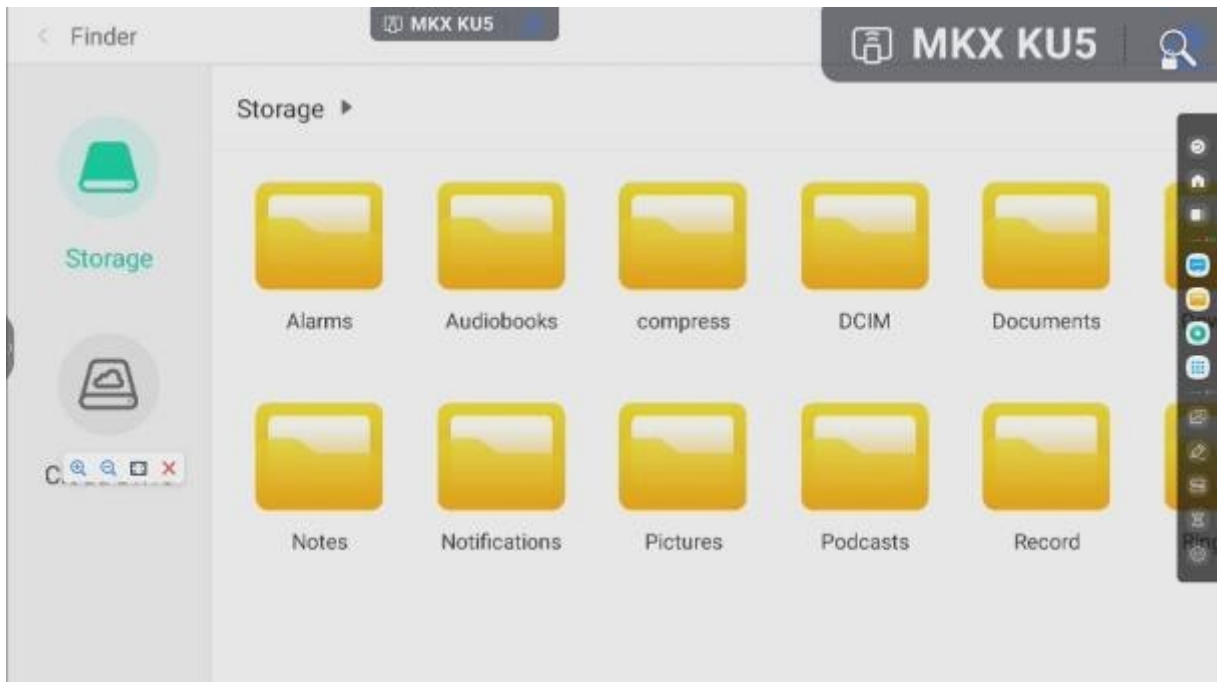 Finder
MKX KU5
MKX KU5
Storage
Storage
Alarms Audiobooks compress DCIM Documents
Notes Notifications Pictures Podcasts Record